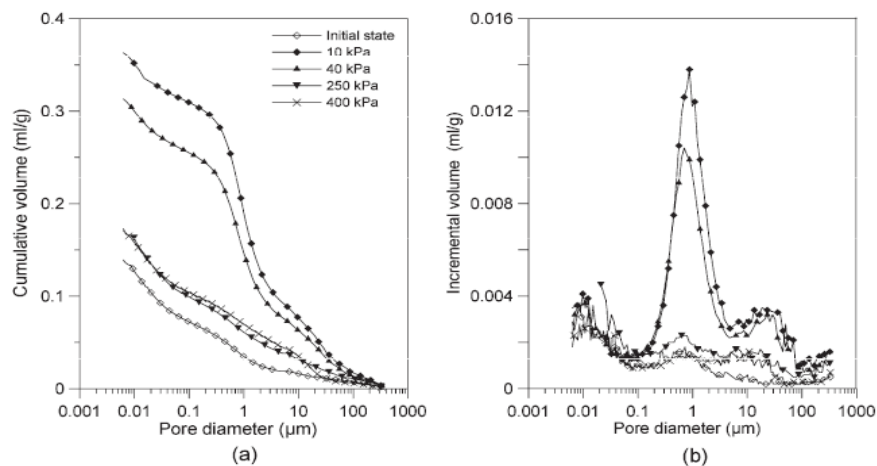 0.4
0.3
0.2
0.1
0
Cumulative volume (ml/g)
Initial state
10 kPa
40 kPa
250 kPa
400 kPa
0.001 0.01 0.1 1 10 100 1000
Pore diameter (μm)
(a)
0.016
0.012
0.008
0.004
0
Incremental volume (ml/g)
0.001 0.01 0.1 1 10 100 1000
Pore diameter (μm)
(b)